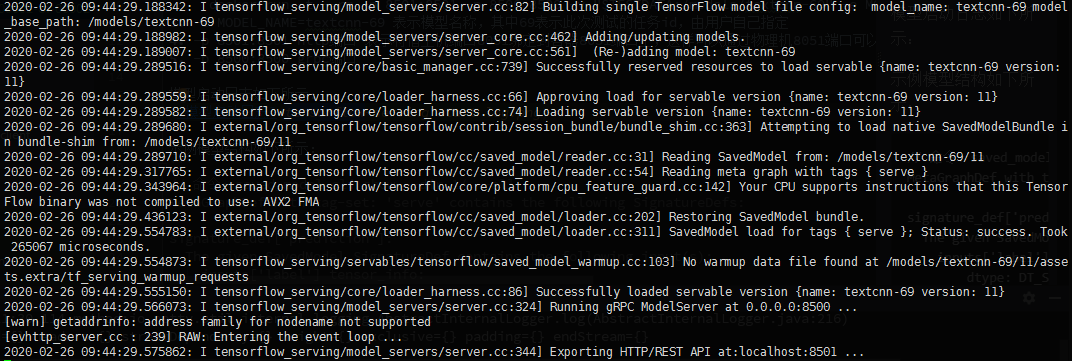 2020-02-26 09:44:29.188342: I tensorflow_serving/model_servers/server.cc:82] Building single TensorFlow model file config:  model_name: textcnn-69 model
_base_path: /models/textcnn-69
2020-02-26 09:44:29.188982: I tensorflow_serving/model_servers/server_core.cc:462] Adding/updating models.
2020-02-26 09:44:29.189007: I tensorflow_serving/model_servers/server_core.cc:561]  (Re-)adding model: textcnn-69
2020-02-26 09:44:29.289516: I tensorflow_serving/core/basic_manager.cc:739] Successfully reserved resources to load servable {name: textcnn-69 version:
11}
2020-02-26 09:44:29.289559: I tensorflow_serving/core/loader_harness.cc:66] Approving load for servable version {name: textcnn-69 version: 11}
2020-02-26 09:44:29.289582: I tensorflow_serving/core/loader_harness.cc:74] Loading servable version {name: textcnn-69 version: 11}
2020-02-26 09:44:29.289680: I external/org_tensorflow/tensorflow/contrib/session_bundle/bundle_shim.cc:363] Attempting to load native SavedModelBundle i
n bundle-shim from: /models/textcnn-69/11
2020-02-26 09:44:29.289710: I external/org_tensorflow/tensorflow/cc/saved_model/reader.cc:31] Reading SavedModel from: /models/textcnn-69/11
2020-02-26 09:44:29.317765: I external/org_tensorflow/tensorflow/cc/saved_model/reader.cc:54] Reading meta graph with tags { serve }
2020-02-26 09:44:29.343964: I external/org_tensorflow/tensorflow/core/platform/cpu_feature_guard.cc:142] Your CPU supports instructions that this Tensor
Flow binary was not compiled to use: AVX2 FMA
2020-02-26 09:44:29.436123: I external/org_tensorflow/tensorflow/cc/saved_model/loader.cc:202] Restoring SavedModel bundle.
2020-02-26 09:44:29.554783: I external/org_tensorflow/tensorflow/cc/saved_model/loader.cc:311] SavedModel load for tags { serve }; Status: success. Took
265067 microseconds.
2020-02-26 09:44:29.554873: I tensorflow_serving/servables/tensorflow/saved_model_warmup.cc:103] No warmup data file found at /models/textcnn-69/11/asse
ts.extra/tf_serving_warmup_requests
2020-02-26 09:44:29.555150: I tensorflow_serving/core/loader_harness.cc:86] Successfully loaded servable version {name: textcnn-69 version: 11}
2020-02-26 09:44:29.566073: I tensorflow_serving/model_servers/server.cc:324] Running gRPC ModelServer at 0.0.0.0:8500 ...
[warn] getaddrinfo: address family for nodename not supported
[evhttp_server.cc : 239] RAW: Entering the event loop ...
2020-02-26 09:44:29.575862: I tensorflow_serving/model_servers/server.cc:344] Exporting HTTP/REST API at:localhost:8501 ...